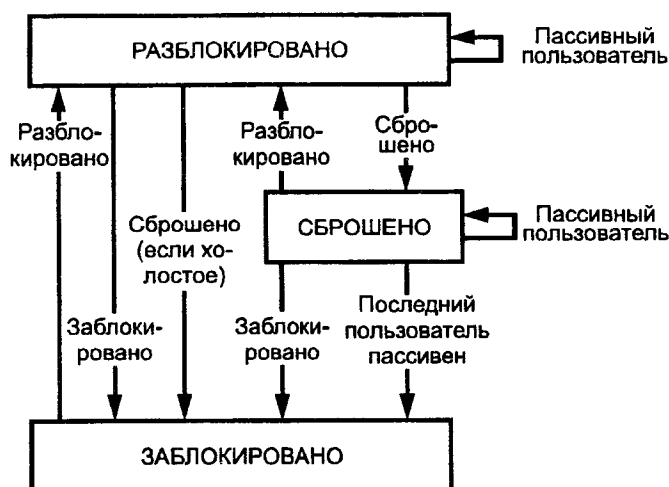 РАЗБЛОКИРОВАНО
Пассивный
пользователь
Разбло-
кировано
Разбло-
кировано
Сбро-
шено
СБРОШЕНО
Пассивный
пользователь
Сброшено
(если хо-
лостое)
Заблоки-
ровано
Заблоки-
ровано
Последний
пользователь
пассивен
ЗАБЛОКИРОВАНО